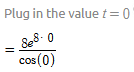 Plug in the value t = 0
= 8e^{8·0} / cos(0)